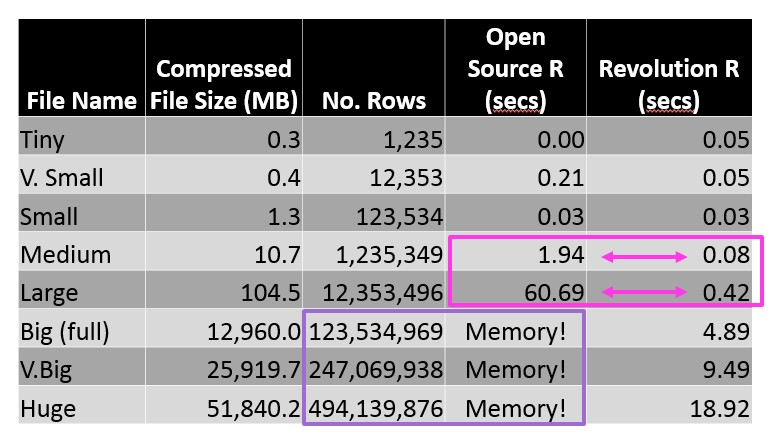 File Name Compressed File Size (MB) No. Rows Open Source R (secs) Revolution R (secs)
Tiny 0.3 1,235 0.00 0.05
V. Small 0.4 12,353 0.21 0.05
Small 1.3 123,534 0.03 0.03
Medium 10.7 1,235,349 1.94 0.08
Large 104.5 12,353,496 60.69 0.42
Big (full) 12,960.0 123,534,969 Memory! 4.89
V.Big 25,919.7 247,069,938 Memory! 9.49
Huge 51,840.2 494,139,876 Memory! 18.92